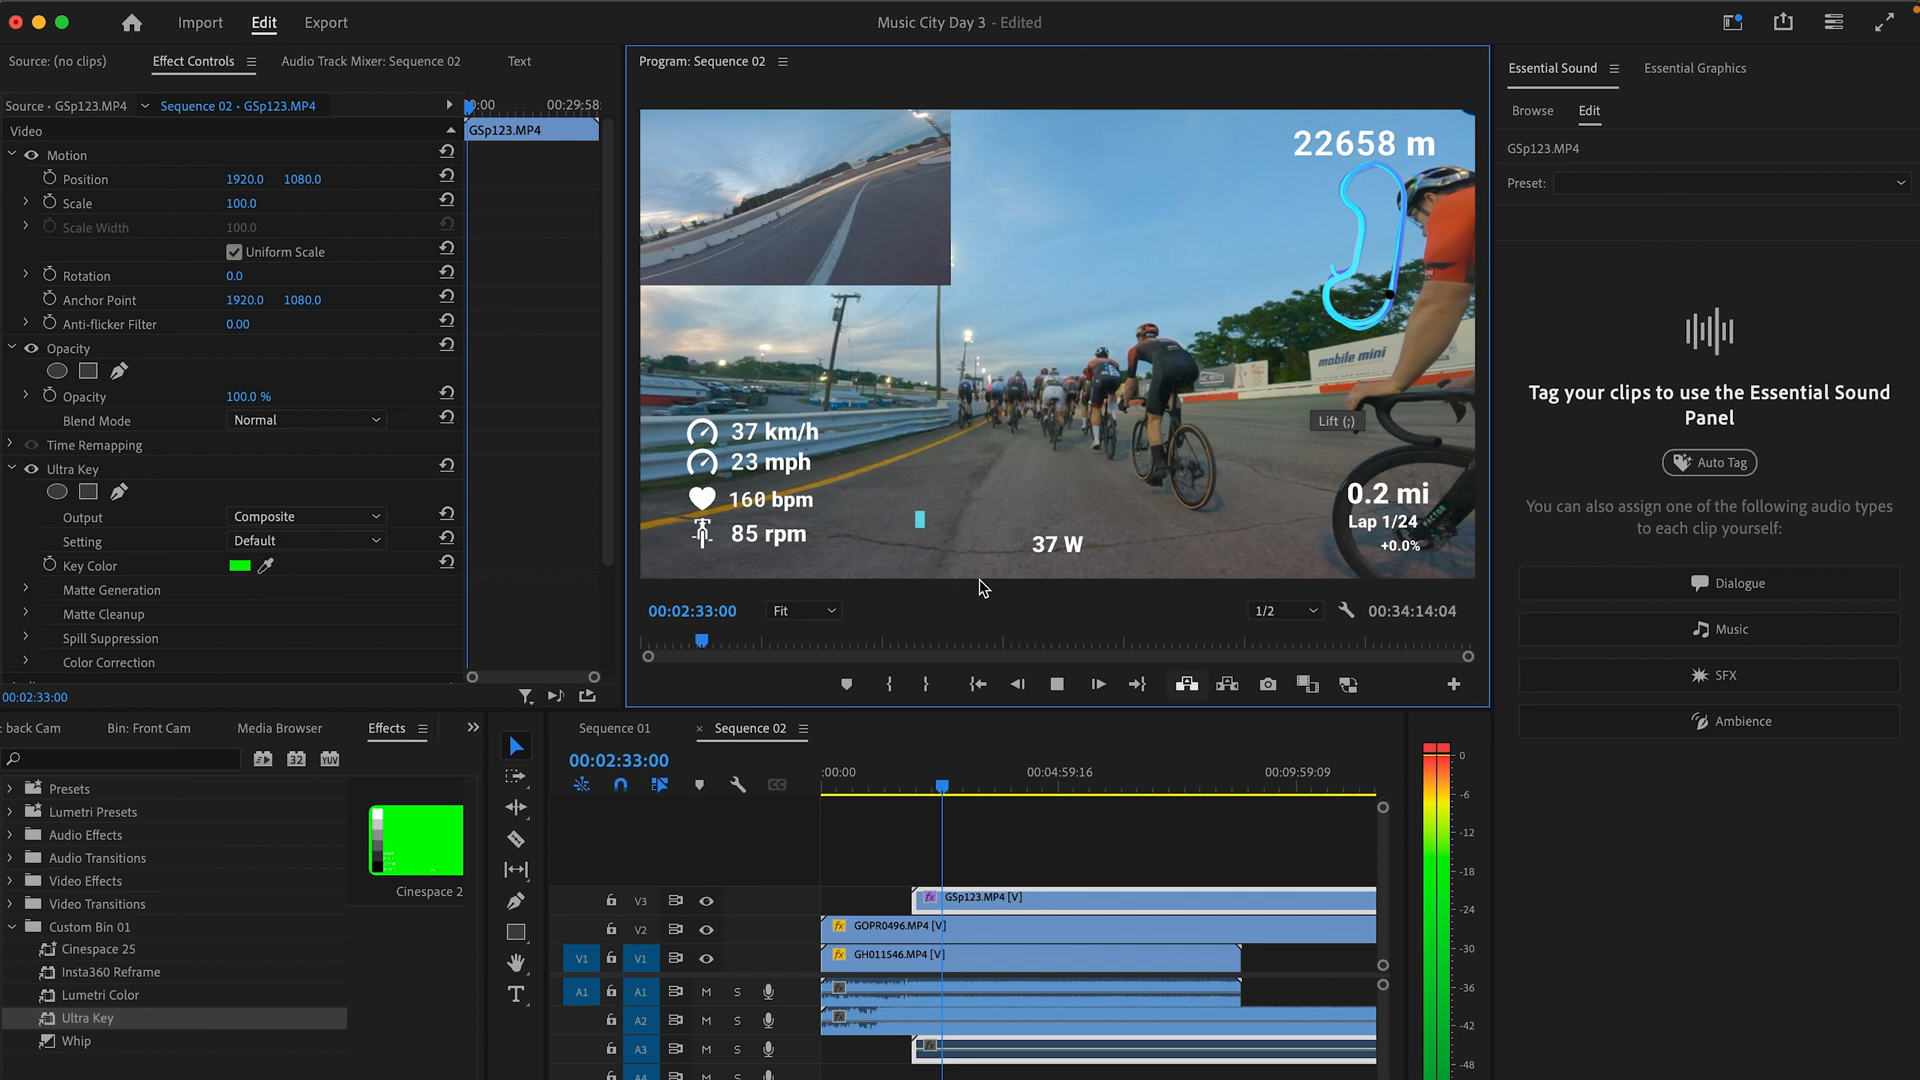 Import
Edit
Export
Music City Day 3 - Edited
Source: (no clips)
Effect Controls
Audio Track Mixer: Sequence 02
Text
Source • GSp123.MP4
Sequence 02 • GSp123.MP4
:00
00:29:58:
Video
GSp123.MP4
Motion
Position
1920.0
1080.0
Scale
100.0
Scale Width
100.0
Uniform Scale
Rotation
0.0
Anchor Point
1920.0
1080.0
Anti-flicker Filter
0.00
Opacity
Opacity
100.0 %
Blend Mode
Normal
Time Remapping
Ultra Key
Output
Composite
Setting
Default
Key Color
Matte Generation
Matte Cleanup
Spill Suppression
Color Correction
00:02:33:00
Program: Sequence 02
22658 m
mobile mini
Lift (;)
37 km/h
23 mph
160 bpm
85 rpm
37 W
0.2 mi
Lap 1/24
+0.0%
FACTOR
00:02:33:00
Fit
1/2
00:34:14:04
Essential Sound
Essential Graphics
Browse
Edit
GSp123.MP4
Preset:
Tag your clips to use the Essential Sound
Panel
Auto Tag
You can also assign one of the following audio types
to each clip yourself:
Dialogue
Music
SFX
Ambience
: back Cam
Bin: Front Cam
Media Browser
Effects
32
YUV
Presets
Lumetri Presets
Audio Effects
Audio Transitions
Video Effects
Video Transitions
Custom Bin 01
Cinespace 25
Insta360 Reframe
Lumetri Color
Ultra Key
Whip
Cinespace 2
Sequence 01
× Sequence 02
00:02:33:00
CC
:00:00
00:04:59:16
00:09:59:09
V3
fx GSp123.MP4 [V]
V2
fx GOPR0496.MP4 [V]
V1
V1
fx GH011546.MP4 [V]
A1
A1
M
S
fx
A2
M
S
fx
A3
M
S
fx
A4
M
S
0
-6
-12
-18
-24
-30
-36
-42
-48